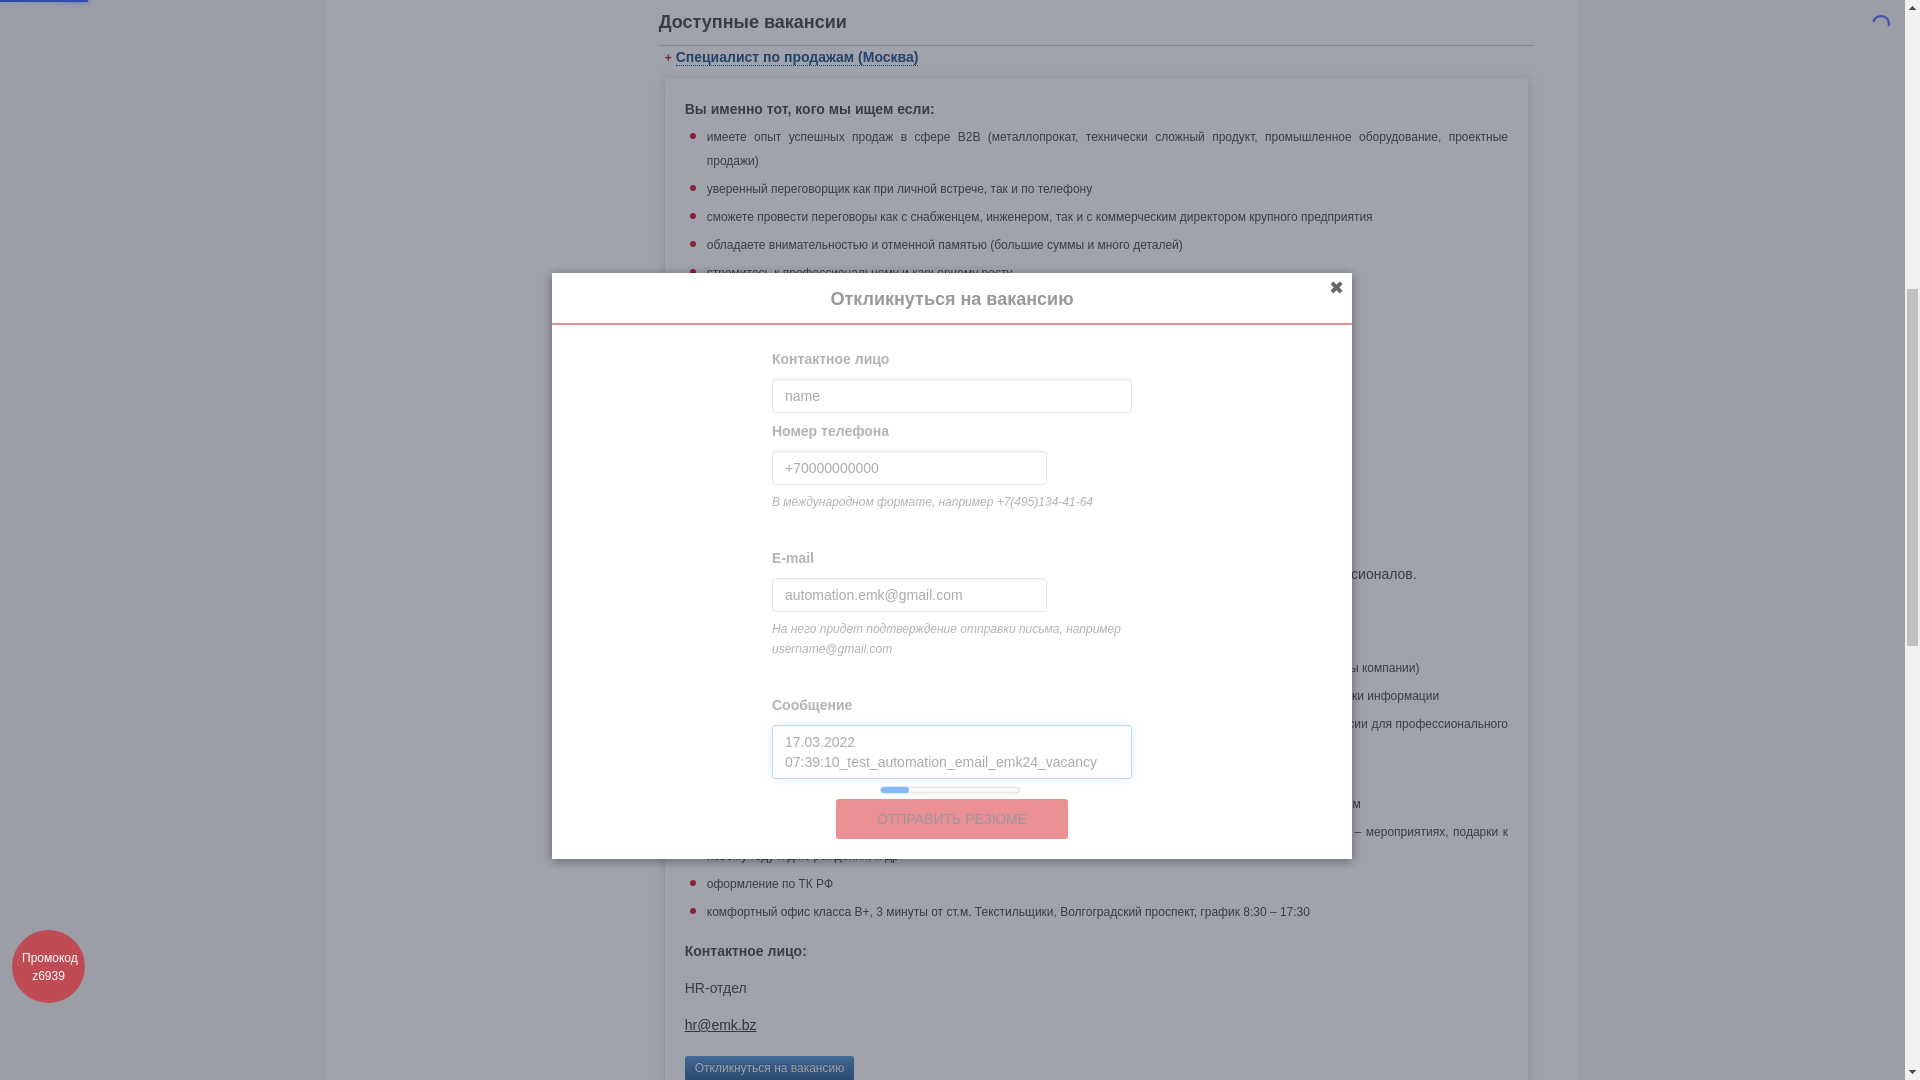 Доступные вакансии
+ Специалист по продажам (Москва)
Вы именно тот, кого мы ищем если:
имеете опыт успешных продаж в сфере B2B (металлопрокат, технически сложный продукт, промышленное оборудование, проектные
продажи)
уверенный переговорщик как при личной встрече, так и по телефону
сможете провести переговоры как с снабженцем, инженером, так и с коммерческим директором крупного предприятия
обладаете внимательностью и отменной памятью (большие суммы и много деталей)
стремитесь к профессиональному и карьерному росту
Откликнуться на вакансию
✖
Контактное лицо
name
Номер телефона
+70000000000
В международном формате, например +7(495)134-41-64
E-mail
automation.emk@gmail.com
На него придет подтверждение отправки письма, например
username@gmail.com
Сообщение
17.03.2022
07:39:10_test_automation_email_emk24_vacancy
ОТПРАВИТЬ РЕЗЮМЕ
сионалов.
ы компании)
ки информации
сии для профессионального
м
– мероприятиях, подарки к
оформление по ТК РФ
комфортный офис класса B+, 3 минуты от ст.м. Текстильщики, Волгоградский проспект, график 8:30 – 17:30
Контактное лицо:
HR-отдел
hr@emk.bz
Откликнуться на вакансию
Промокод
z6939